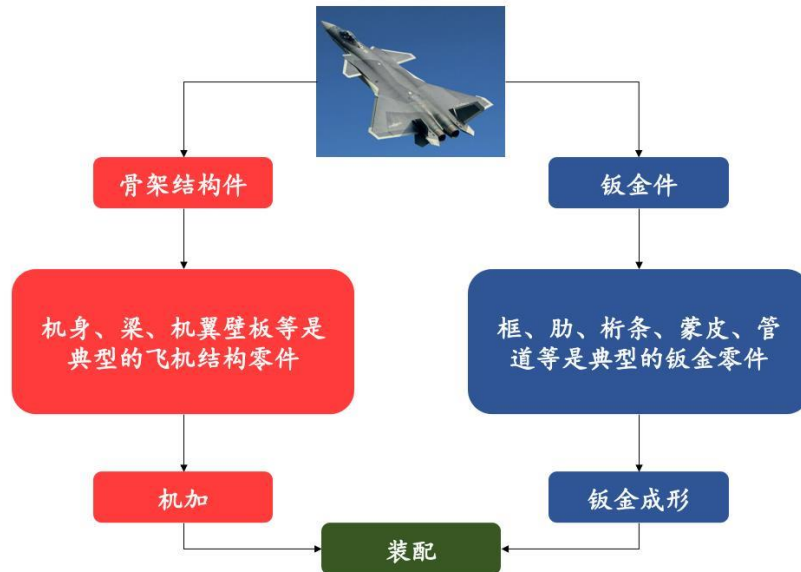 骨架结构件
钣金件
机身、梁、机翼壁板等是
典型的飞机结构零件
框、肋、桁条、蒙皮、管
道等是典型的钣金零件
机加
钣金成形
装配